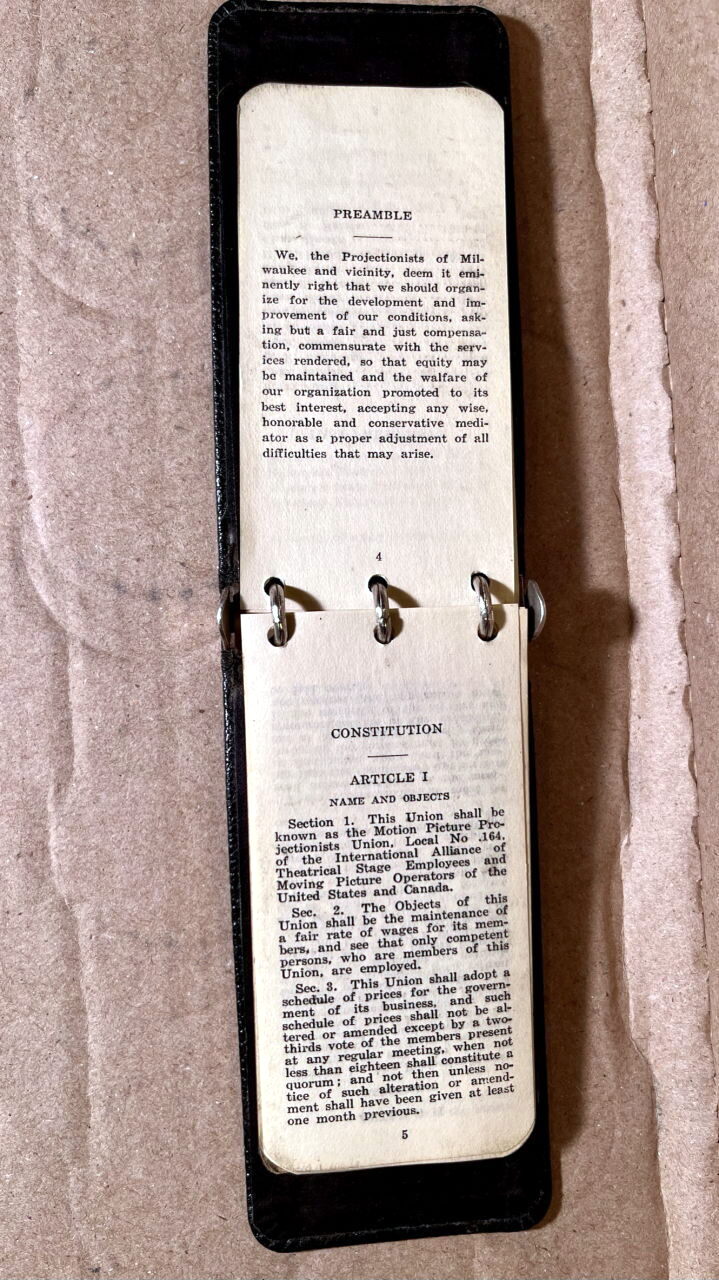 PREAMBLE
We, the Projectionists of Mil-
waukee and vicinity, deem it emi-
nently right that we should organ-
ize for the development and im-
provement of our conditions, ask-
ing but a fair and just compensa-
tion, commensurate with the serv-
ices rendered, so that equity may
be maintained and the walfare of
our organization promoted to its
best interest, accepting any wise,
honorable and conservative medi-
ator as a proper adjustment of all
difficulties that may arise.
4
CONSTITUTION
ARTICLE I
NAME AND OBJECTS
Section 1. This Union shall be
known as the Motion Picture Pro-
jectionists Union, Local No .164,
of the International Alliance of
Theatrical Stage Employees and
Moving Picture Operators of the
United States and Canada.
Sec. 2. The Objects of this
Union shall be the maintenance of
a fair rate of wages for its mem-
bers, and see that only competent
persons, who are members of this
Union, are employed.
Sec. 3. This Union shall adopt a
schedule of prices for the govern-
ment of its business, and such
schedule of prices shall not be al-
tered or amended except by a two-
thirds vote of the members present
at any regular meeting, when not
less than eighteen shall constitute a
quorum; and not then unless no-
tice of such alteration or amend-
ment shall have been given at least
one month previous.
5